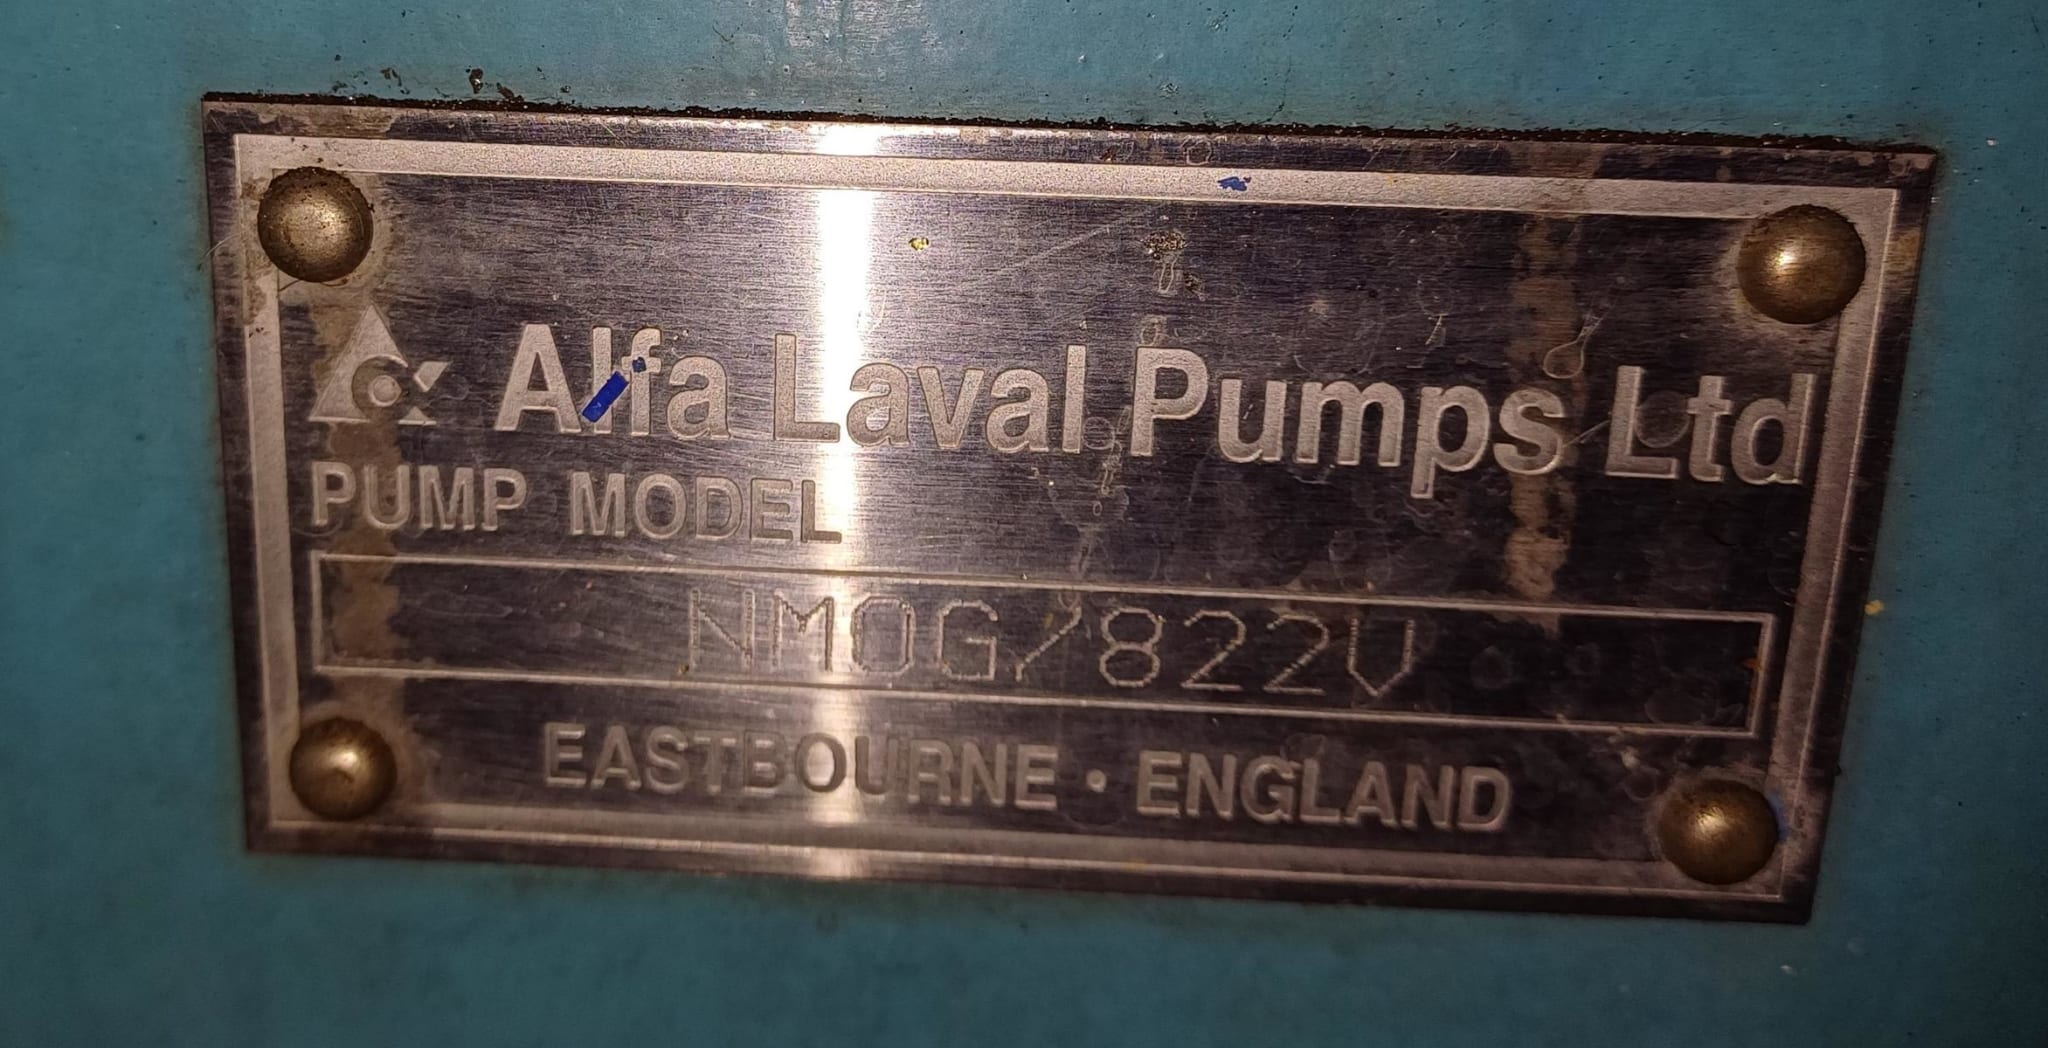 Alfa Laval Pumps Ltd
PUMP MODEL
NMOG/822V
EASTBOURNE · ENGLAND